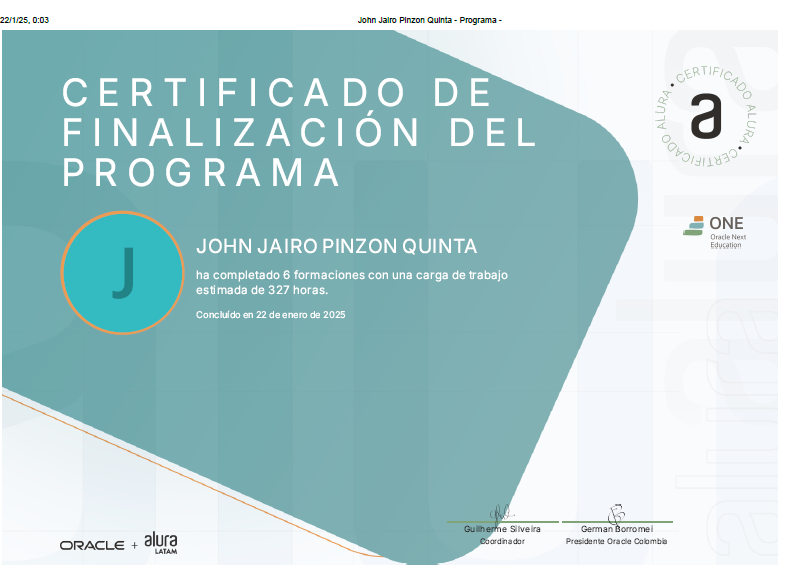 22/1/25, 0:03
John Jairo Pinzon Quinta - Programa -
CERTIFICADO DE
FINALIZACIÓN DEL
PROGRAMA
CERTIFICADO ALURA • CERTIFICADO ALURA •
a
ONE
Oracle Next
Education
J
JOHN JAIRO PINZON QUINTA
ha completado 6 formaciones con una carga de trabajo
estimada de 327 horas.
Concluído en 22 de enero de 2025
Guilherme Silveira
Coordinador
German Borromei
Presidente Oracle Colombia
ORACLE + alura
LATAM
alura